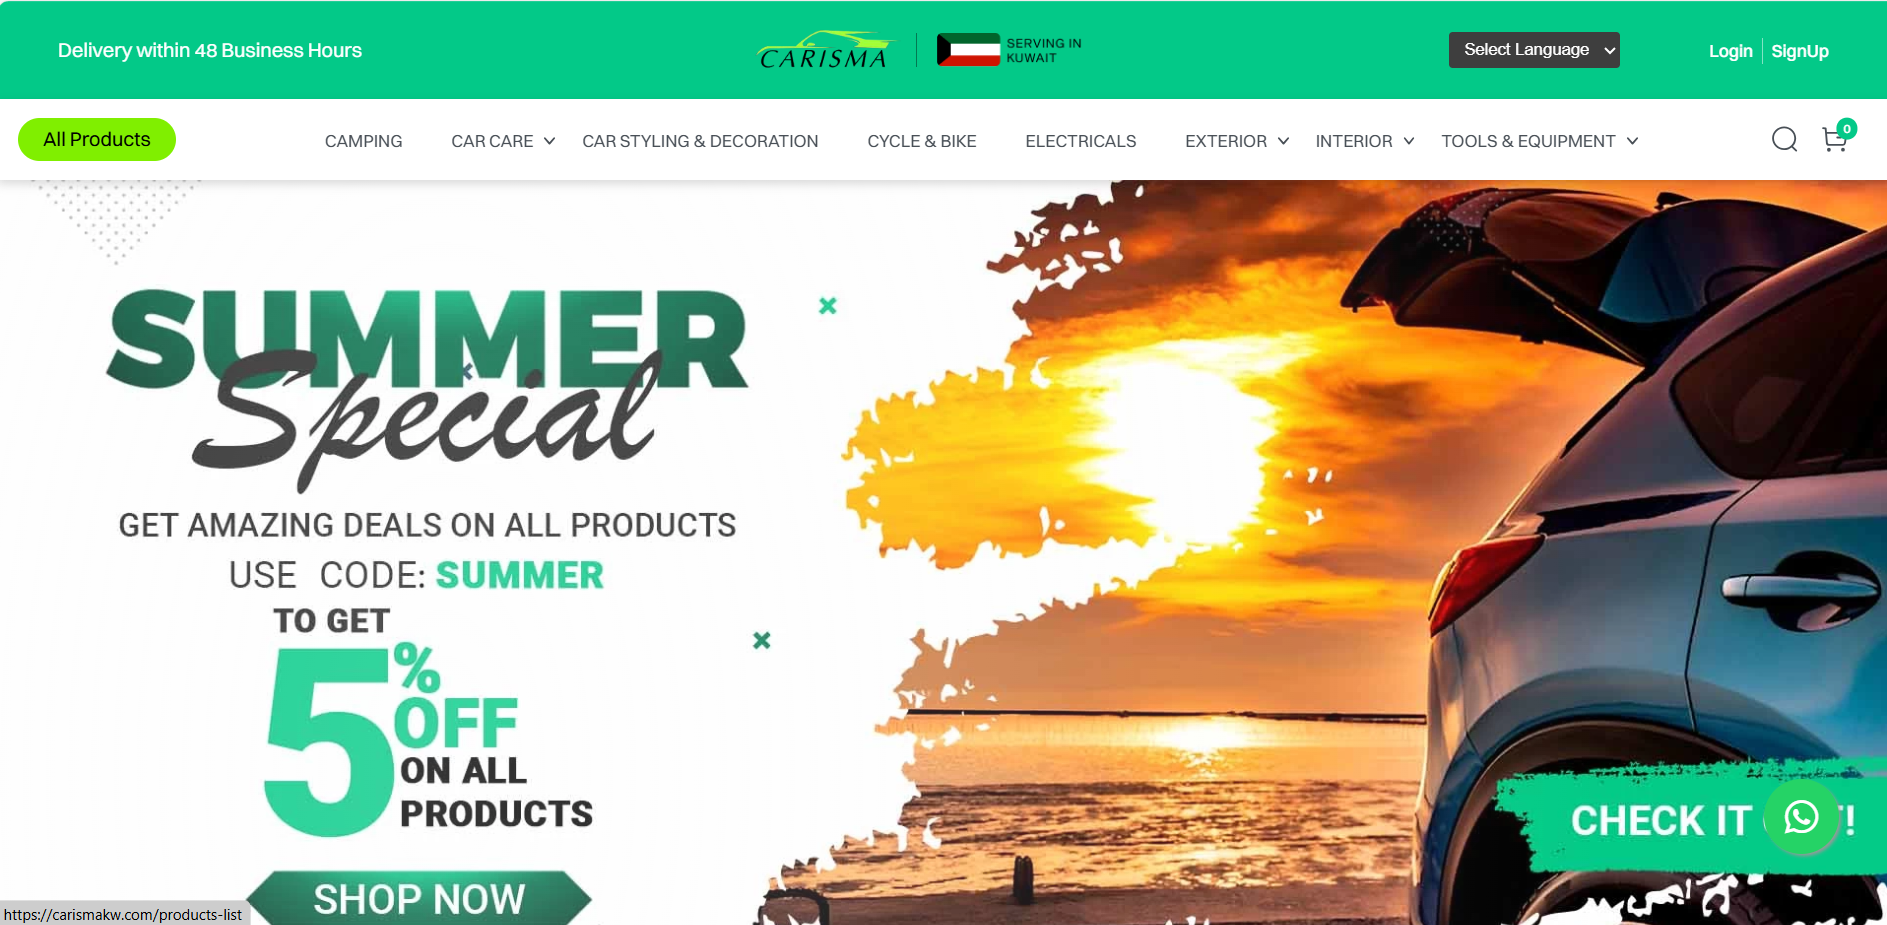 Delivery within 48 Business Hours
CARISMA
SERVING IN
KUWAIT
Select Language
Login
SignUp
All Products
CAMPING
CAR CARE
CAR STYLING & DECORATION
CYCLE & BIKE
ELECTRICALS
EXTERIOR
INTERIOR
TOOLS & EQUIPMENT
0
SUMMER
Special
GET AMAZING DEALS ON ALL PRODUCTS
USE CODE: SUMMER
TO GET
5% OFF
ON ALL
PRODUCTS
SHOP NOW
CHECK IT
https://carismakw.com/products-list